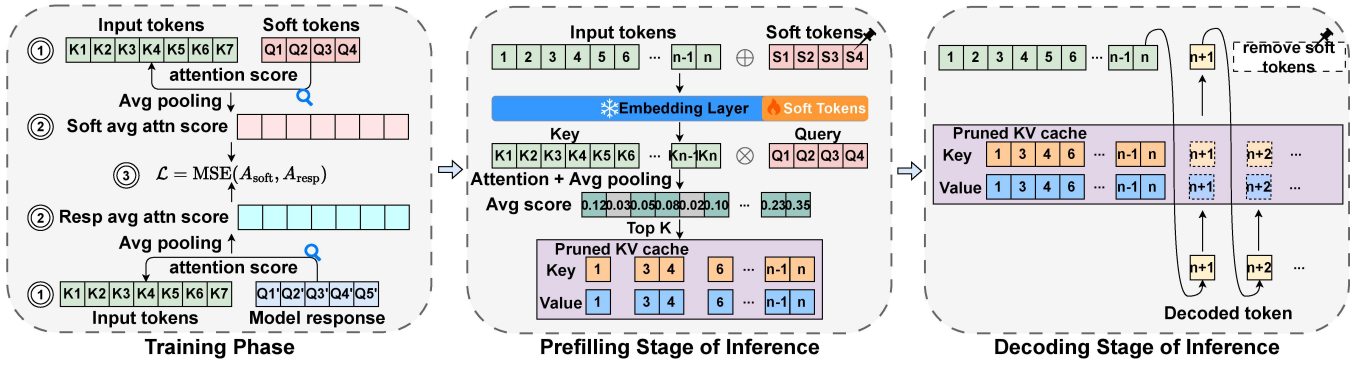 Input tokens Soft tokens
1 K1 K2 K3 K4 K5 K6 K7 Q1 Q2 Q3 Q4
attention score
Avg pooling
2 Soft avg attn score
3 L = MSE(A_soft, A_resp)
2 Resp avg attn score
Avg pooling
attention score
1 K1 K2 K3 K4 K5 K6 K7 Q1' Q2' Q3' Q4' Q5'
Input tokens Model response
Training Phase
Input tokens Soft tokens
1 2 3 4 5 6 ... n-1 n ⊕ S1 S2 S3 S4
Embedding Layer Soft Tokens
Key Query
K1 K2 K3 K4 K5 K6 ... Kn-1 Kn ⊗ Q1 Q2 Q3 Q4
Attention + Avg pooling
Avg score 0.12 0.03 0.05 0.08 0.02 0.10 ... 0.23 0.35
Top K
Pruned KV cache
Key 1 3 4 6 ... n-1 n
Value 1 3 4 6 ... n-1 n
Prefilling Stage of Inference
1 2 3 4 5 6 ... n-1 n n+1 remove soft
tokens
Pruned KV cache
Key 1 3 4 6 ... n-1 n n+1 n+2 ...
Value 1 3 4 6 ... n-1 n n+1 n+2 ...
n+1 n+2 ...
Decoded token
Decoding Stage of Inference